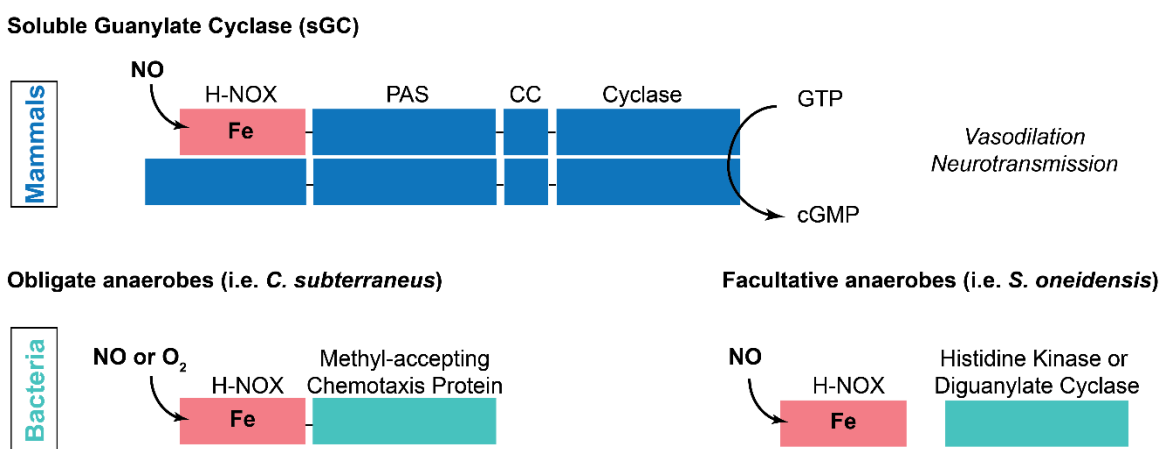 Soluble Guanylate Cyclase (sGC)
Mammals
NO
H-NOX
PAS
CC
Cyclase
Fe
GTP
cGMP
Vasodilation
Neurotransmission
Obligate anaerobes (i.e. C. subterraneus)
Bacteria
NO or O₂
H-NOX
Fe
Methyl-accepting
Chemotaxis Protein
Facultative anaerobes (i.e. S. oneidensis)
NO
H-NOX
Fe
Histidine Kinase or
Diguanylate Cyclase